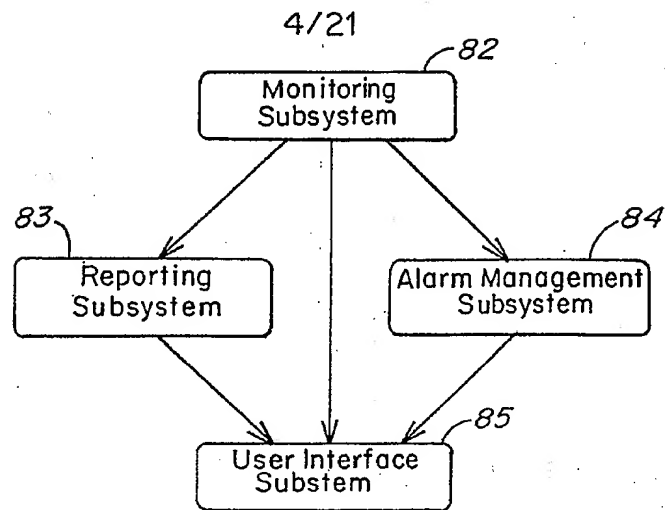 4/21
82
Monitoring
Subsystem
83
Reporting
Subsystem
84
Alarm Management
Subsystem
85
User Interface
Substem